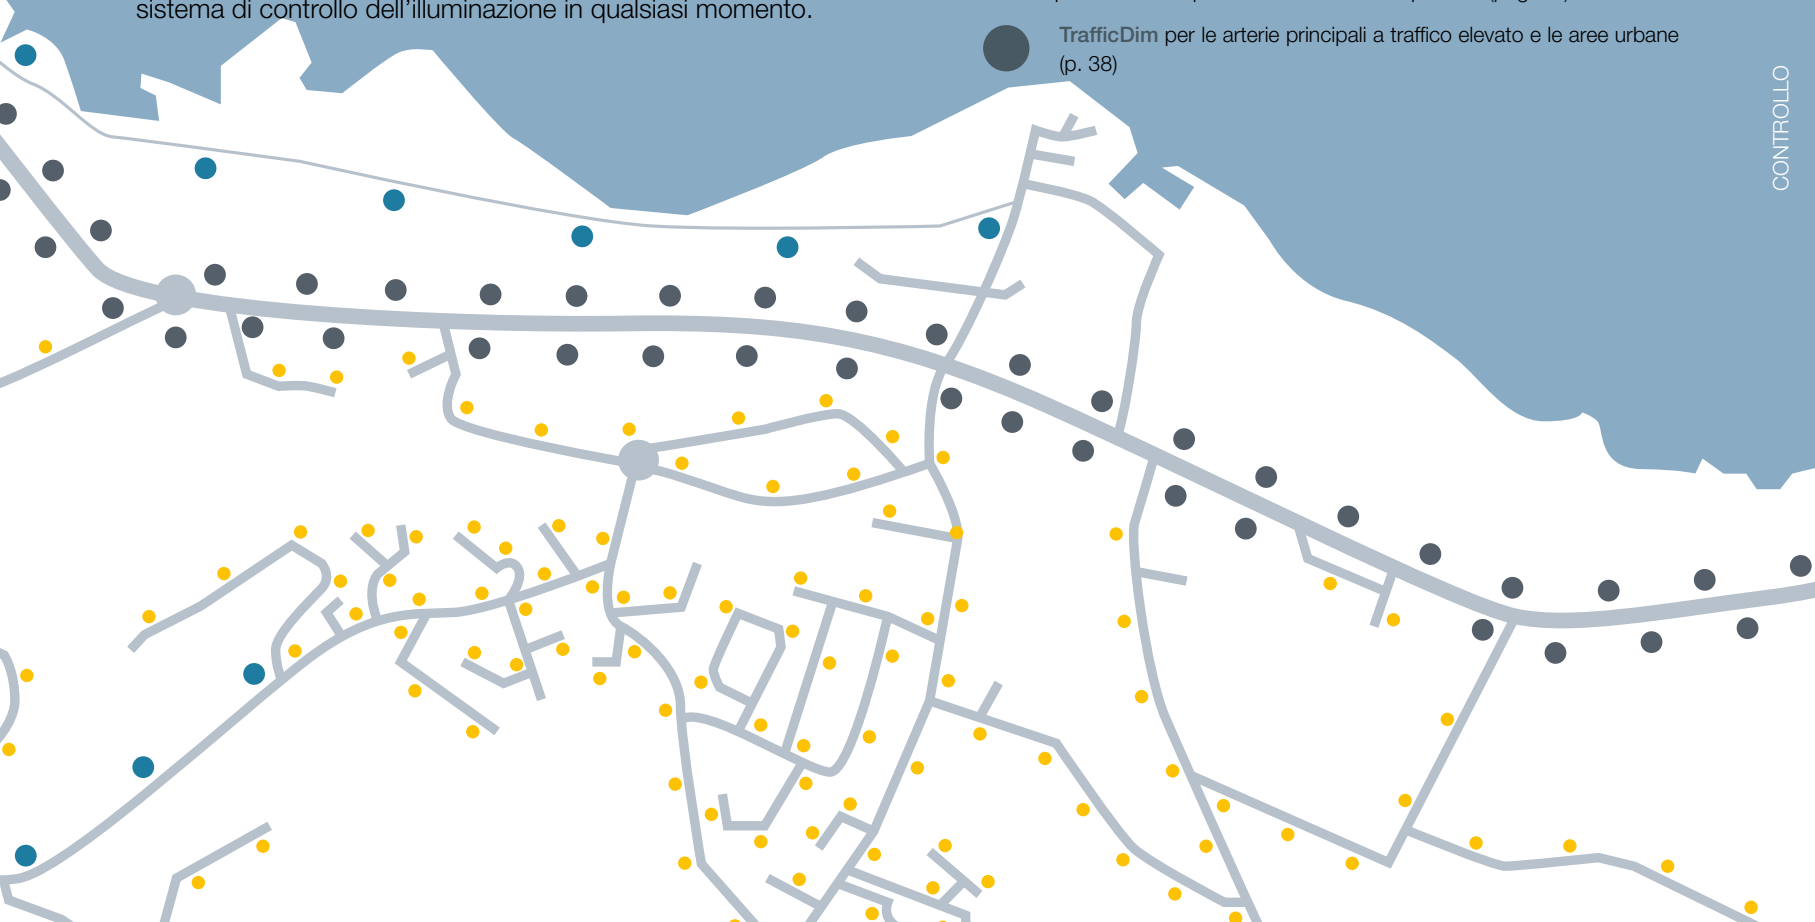 sistema di controllo dell’illuminazione in qualsiasi momento.
TrafficDim per le arterie principali a traffico elevato e le aree urbane
(p. 38)
CONTROLLO